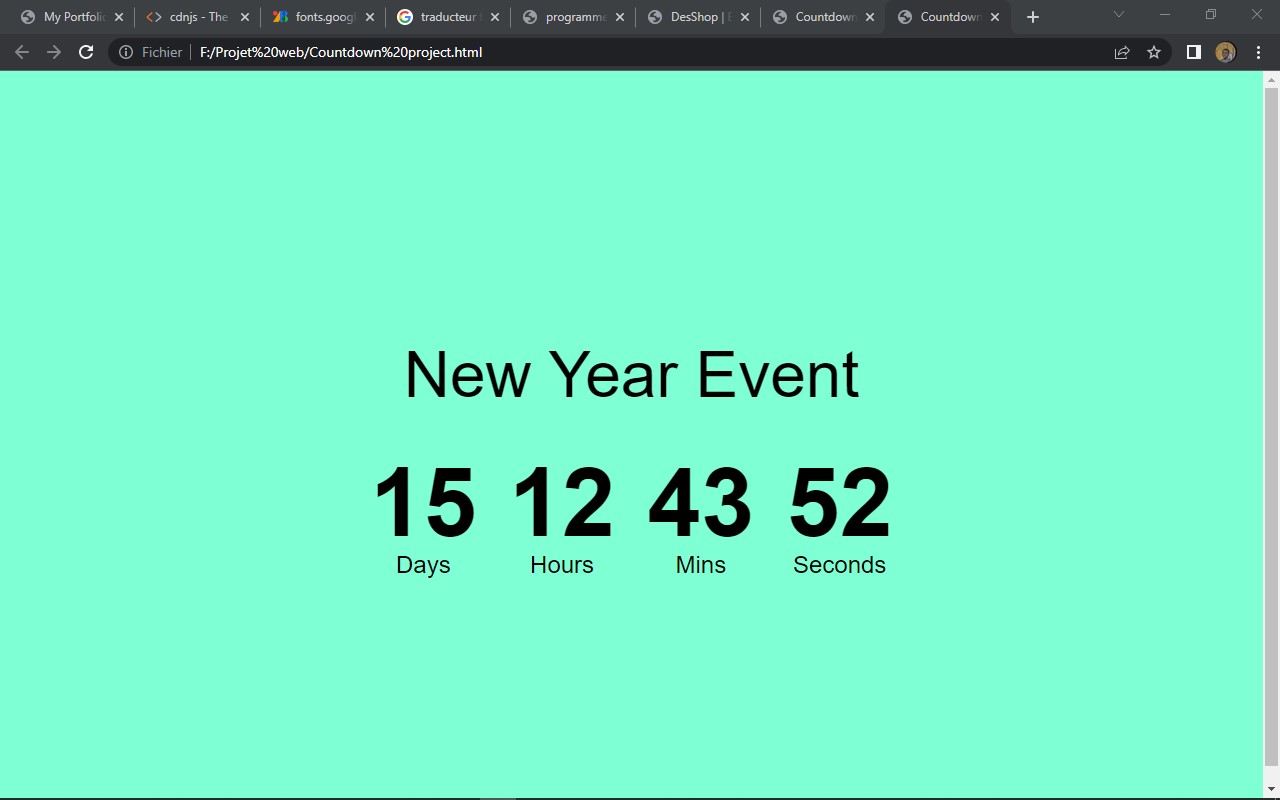 My Portfolio
cdnjs - The
fonts.googl
traducteur
programme
DesShop |
Countdown
Countdown
Fichier
F:/Projet%20web/Countdown%20project.html
New Year Event
15 12 43 52
Days Hours Mins Seconds